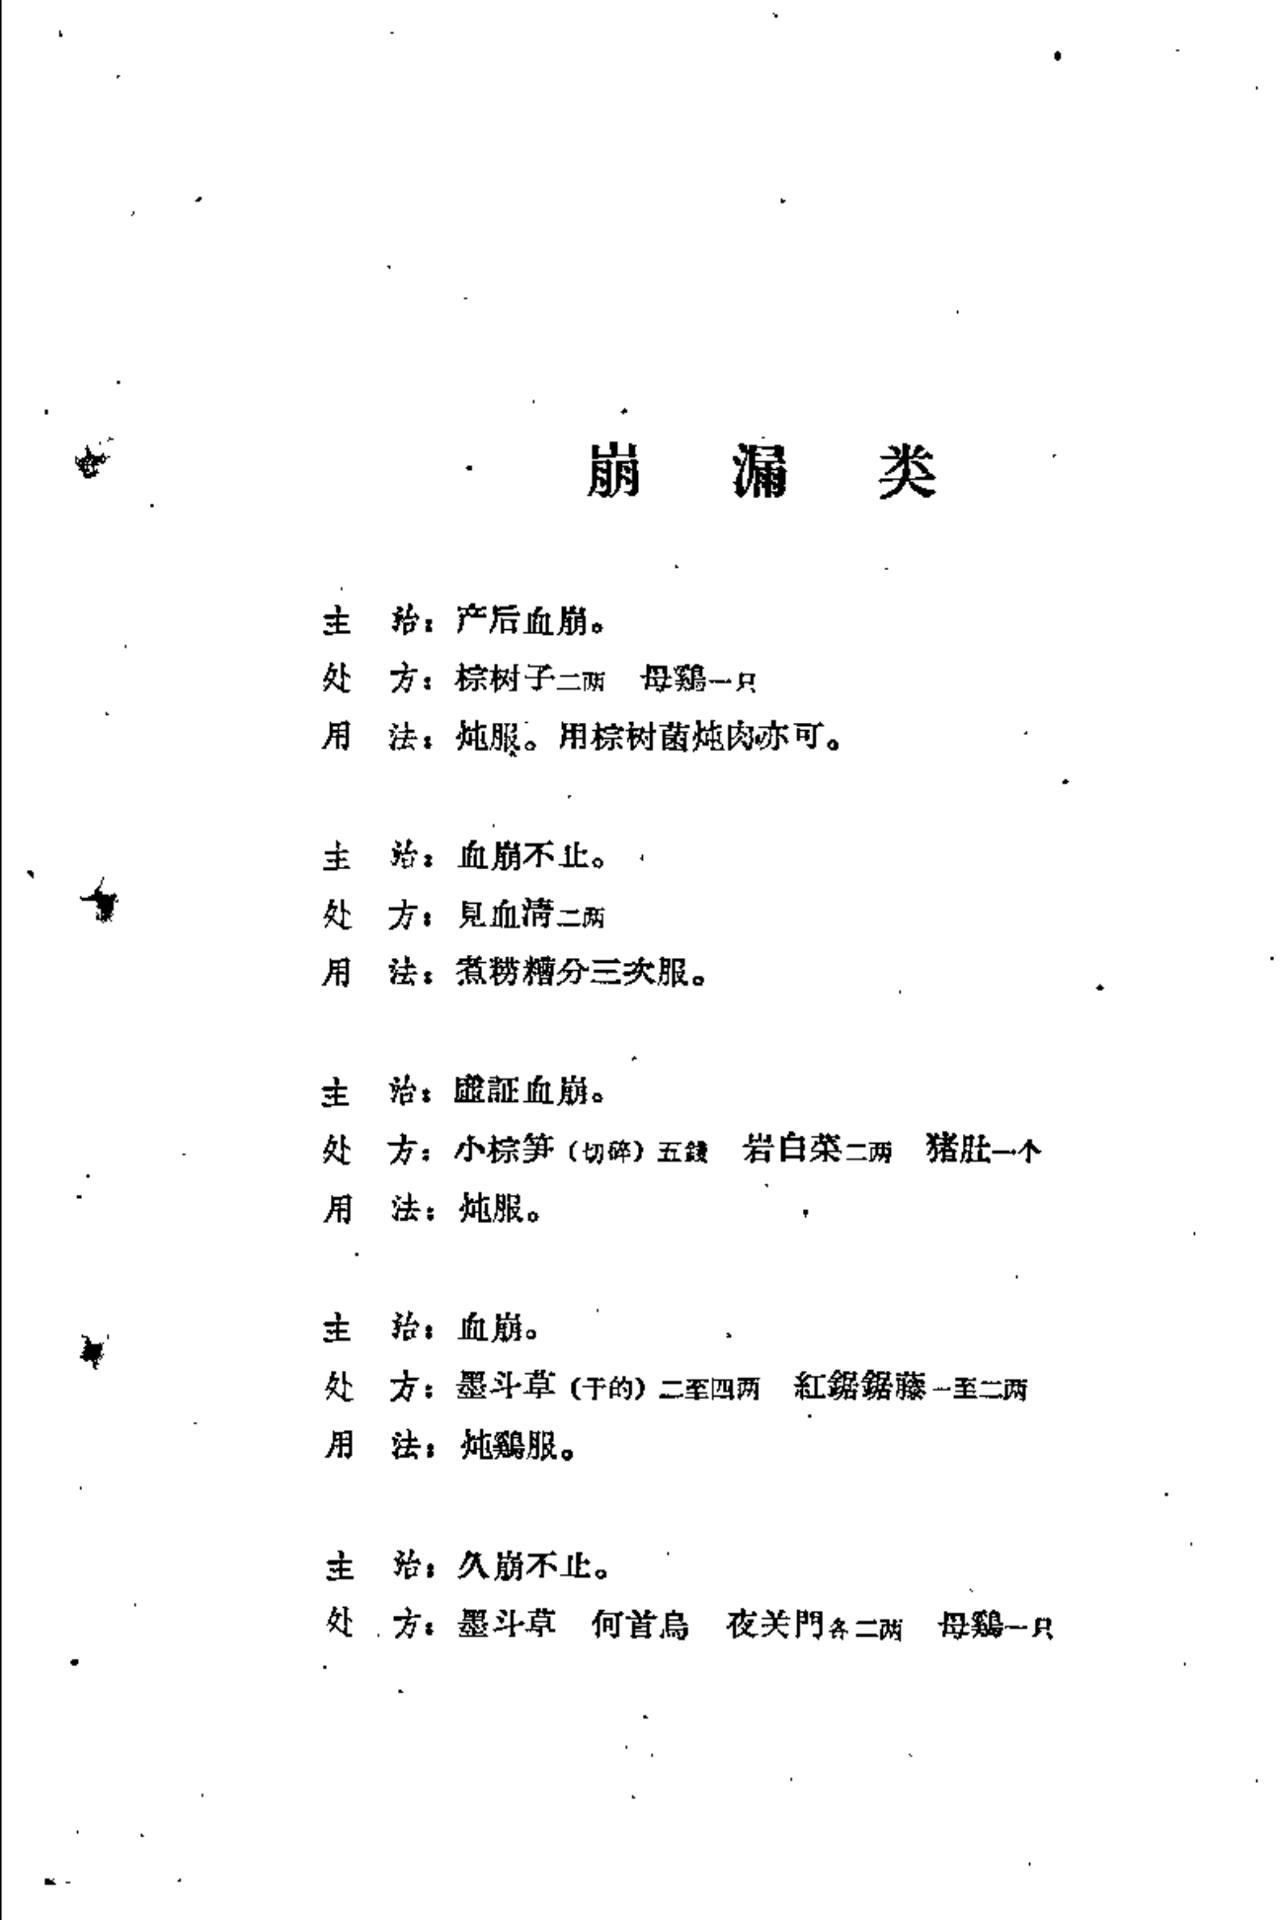 崩 漏 类
主 治：产后血崩。
处 方：棕树子二两 母鷄一只
用 法：炖服。用棕树菌炖肉亦可。
主 治：血崩不止。
处 方：見血清二两
用 法：煮捞糟分三次服。
主 治：虚証血崩。
处 方：小棕笋（切碎）五錢 岩白菜二两 猪肚一个
用 法：炖服。
主 治：血崩。
处 方：墨斗草（干的）二至四两 紅鋸鋸藤一至二两
用 法：炖鷄服。
主 治：久崩不止。
处 方：墨斗草 何首烏 夜关門各二两 母鷄一只